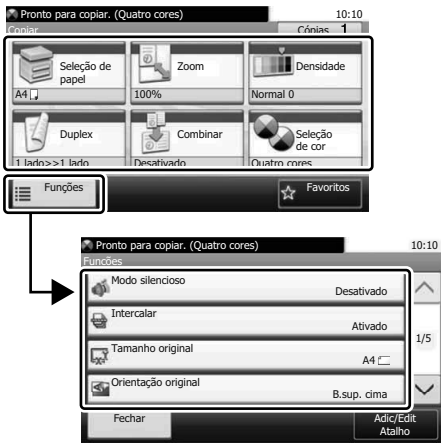 Pronto para copiar. (Quatro cores) 10:10
Copiar Cópias 1
Seleção de papel
A4
Zoom
100%
Densidade
Normal 0
Duplex
1 lado>>1 lado
Combinar
Desativado
Seleção de cor
Quatro cores
Funções
Favoritos
Pronto para copiar. (Quatro cores) 10:10
Funções
Modo silencioso
Desativado
Intercalar
Ativado
1/5
Tamanho original
A4
Orientação original
B.sup. cima
Fechar
Adic/Edit
Atalho